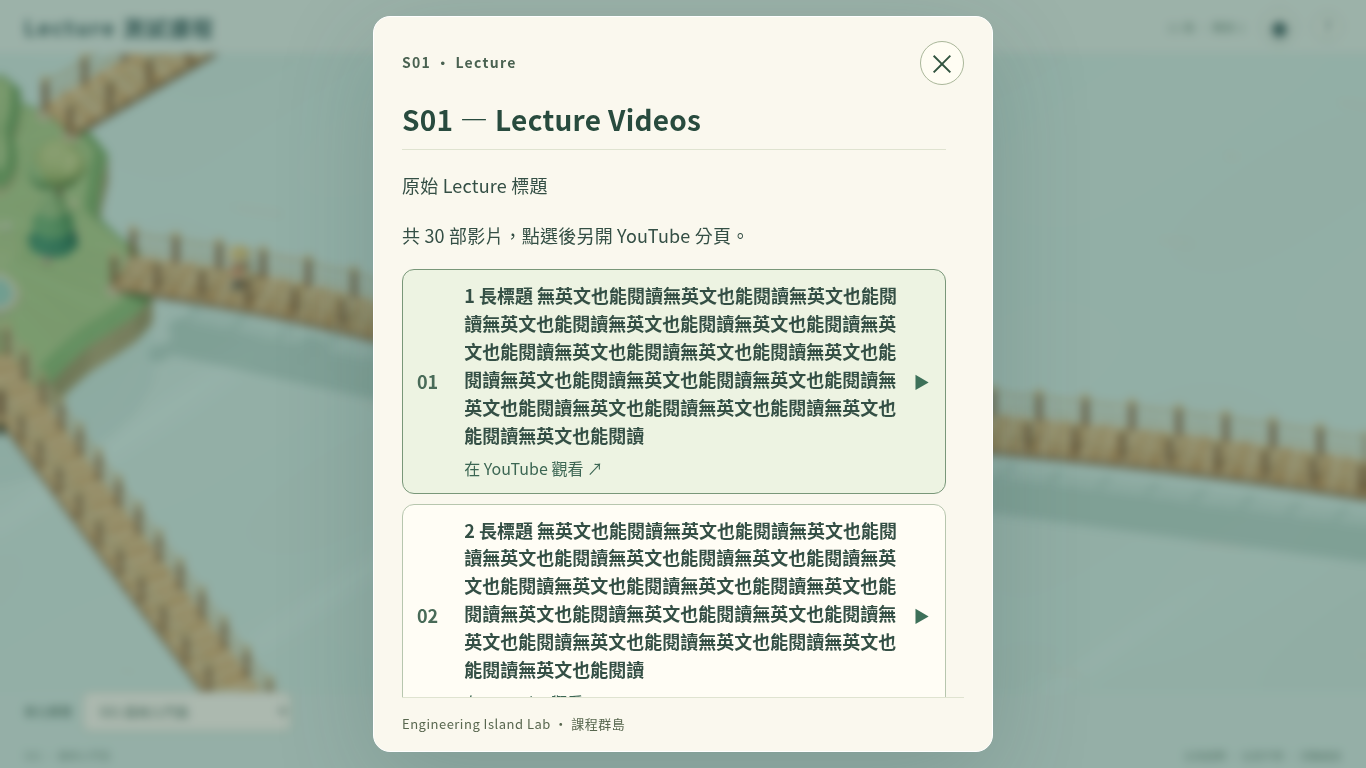 Lecture 測試課程
S01 • Lecture
S01 — Lecture Videos
原始 Lecture 標題
共 30 部影片，點選後另開 YouTube 分頁。
1 長標題 無英文也能閱讀無英文也能閱讀無英文也能閱
讀無英文也能閱讀無英文也能閱讀無英文也能閱讀無英
文也能閱讀無英文也能閱讀無英文也能閱讀無英文也能
閱讀無英文也能閱讀無英文也能閱讀無英文也能閱讀無
英文也能閱讀無英文也能閱讀無英文也能閱讀無英文也
能閱讀無英文也能閱讀
01
在 YouTube 觀看 ↗
2 長標題 無英文也能閱讀無英文也能閱讀無英文也能閱
讀無英文也能閱讀無英文也能閱讀無英文也能閱讀無英
文也能閱讀無英文也能閱讀無英文也能閱讀無英文也能
閱讀無英文也能閱讀無英文也能閱讀無英文也能閱讀無
英文也能閱讀無英文也能閱讀無英文也能閱讀無英文也
能閱讀無英文也能閱讀
02
Engineering Island Lab • 課程群島